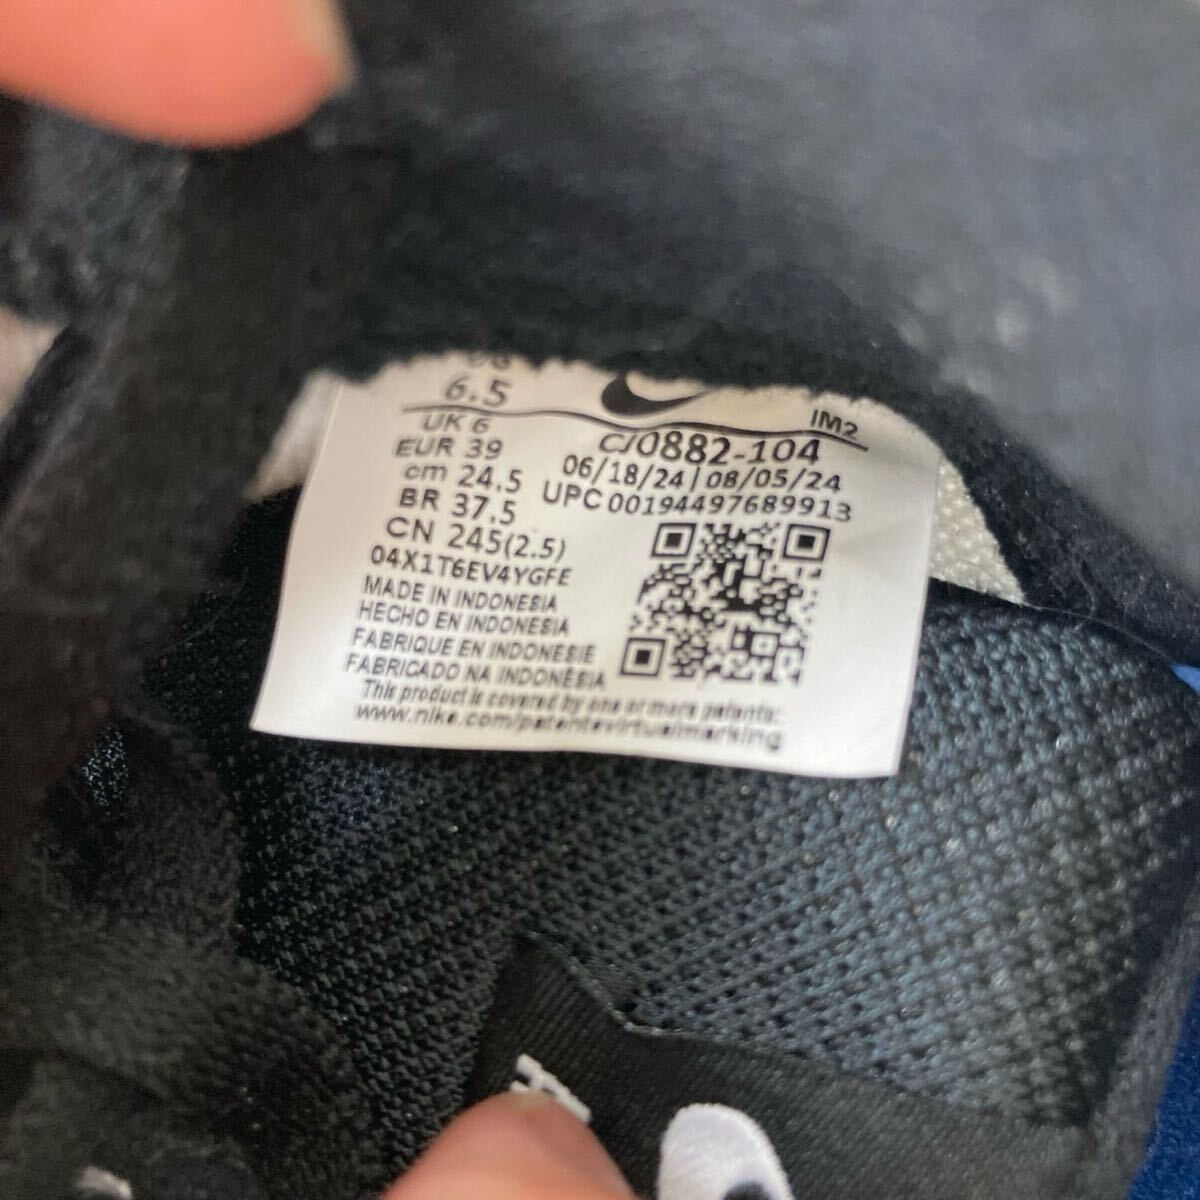 6.5
UK 6
EUR 39
cm 24.5
BR 37.5
CN 245(2.5)
04X1T6EV4YGFE
MADE IN INDONESIA
HECHO EN INDONESIA
FABRIQUE EN INDONESIE
FABRICADO NA INDONÉSIA
This product is covered by one or more patents:
www.nike.com/patentsvirtualmarking
IM2
CJ0882-104
06/18/24|08/05/24
UPC 00194497689913